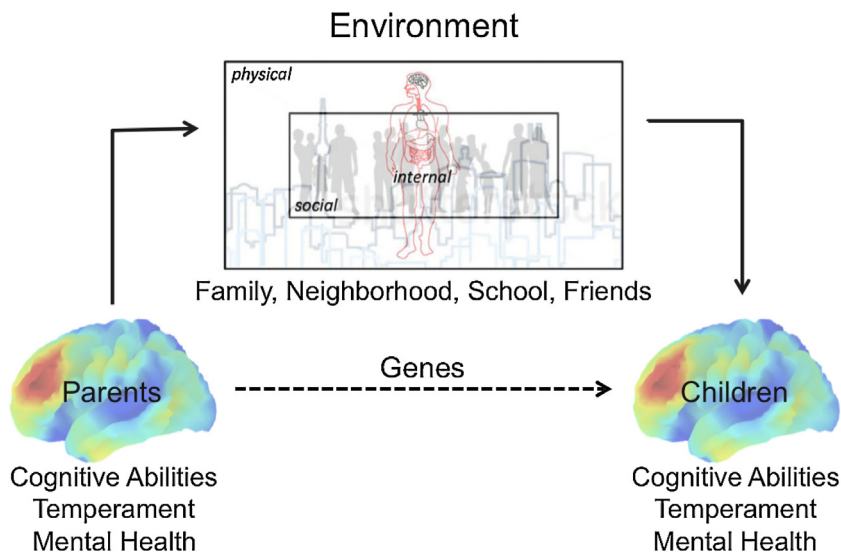 Environment
physical
internal
social
Family, Neighborhood, School, Friends
Genes
Parents
Children
Cognitive Abilities
Temperament
Mental Health
Cognitive Abilities
Temperament
Mental Health